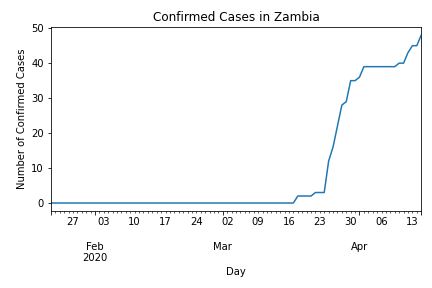 Confirmed Cases in Zambia
Number of Confirmed Cases
50
40
30
20
10
0
27 03 10 17 24 02 09 16 23 30 06 13
Feb Mar Apr
2020
Day